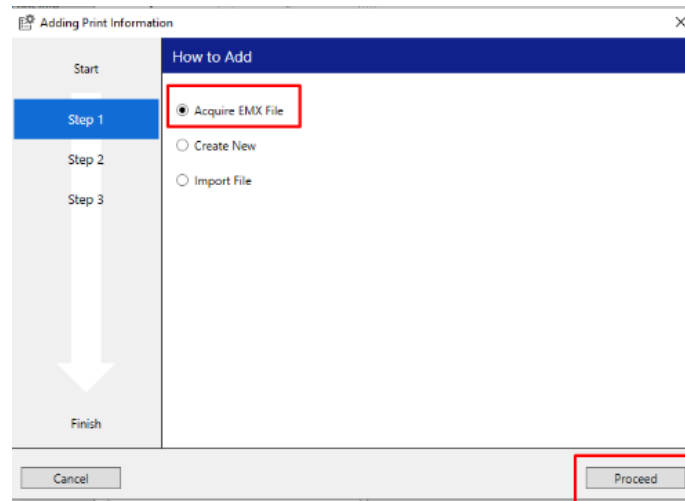 Adding Print Information
Start
Step 1
Step 2
Step 3
Finish
How to Add
Acquire EMX File
Create New
Import File
Cancel
Proceed